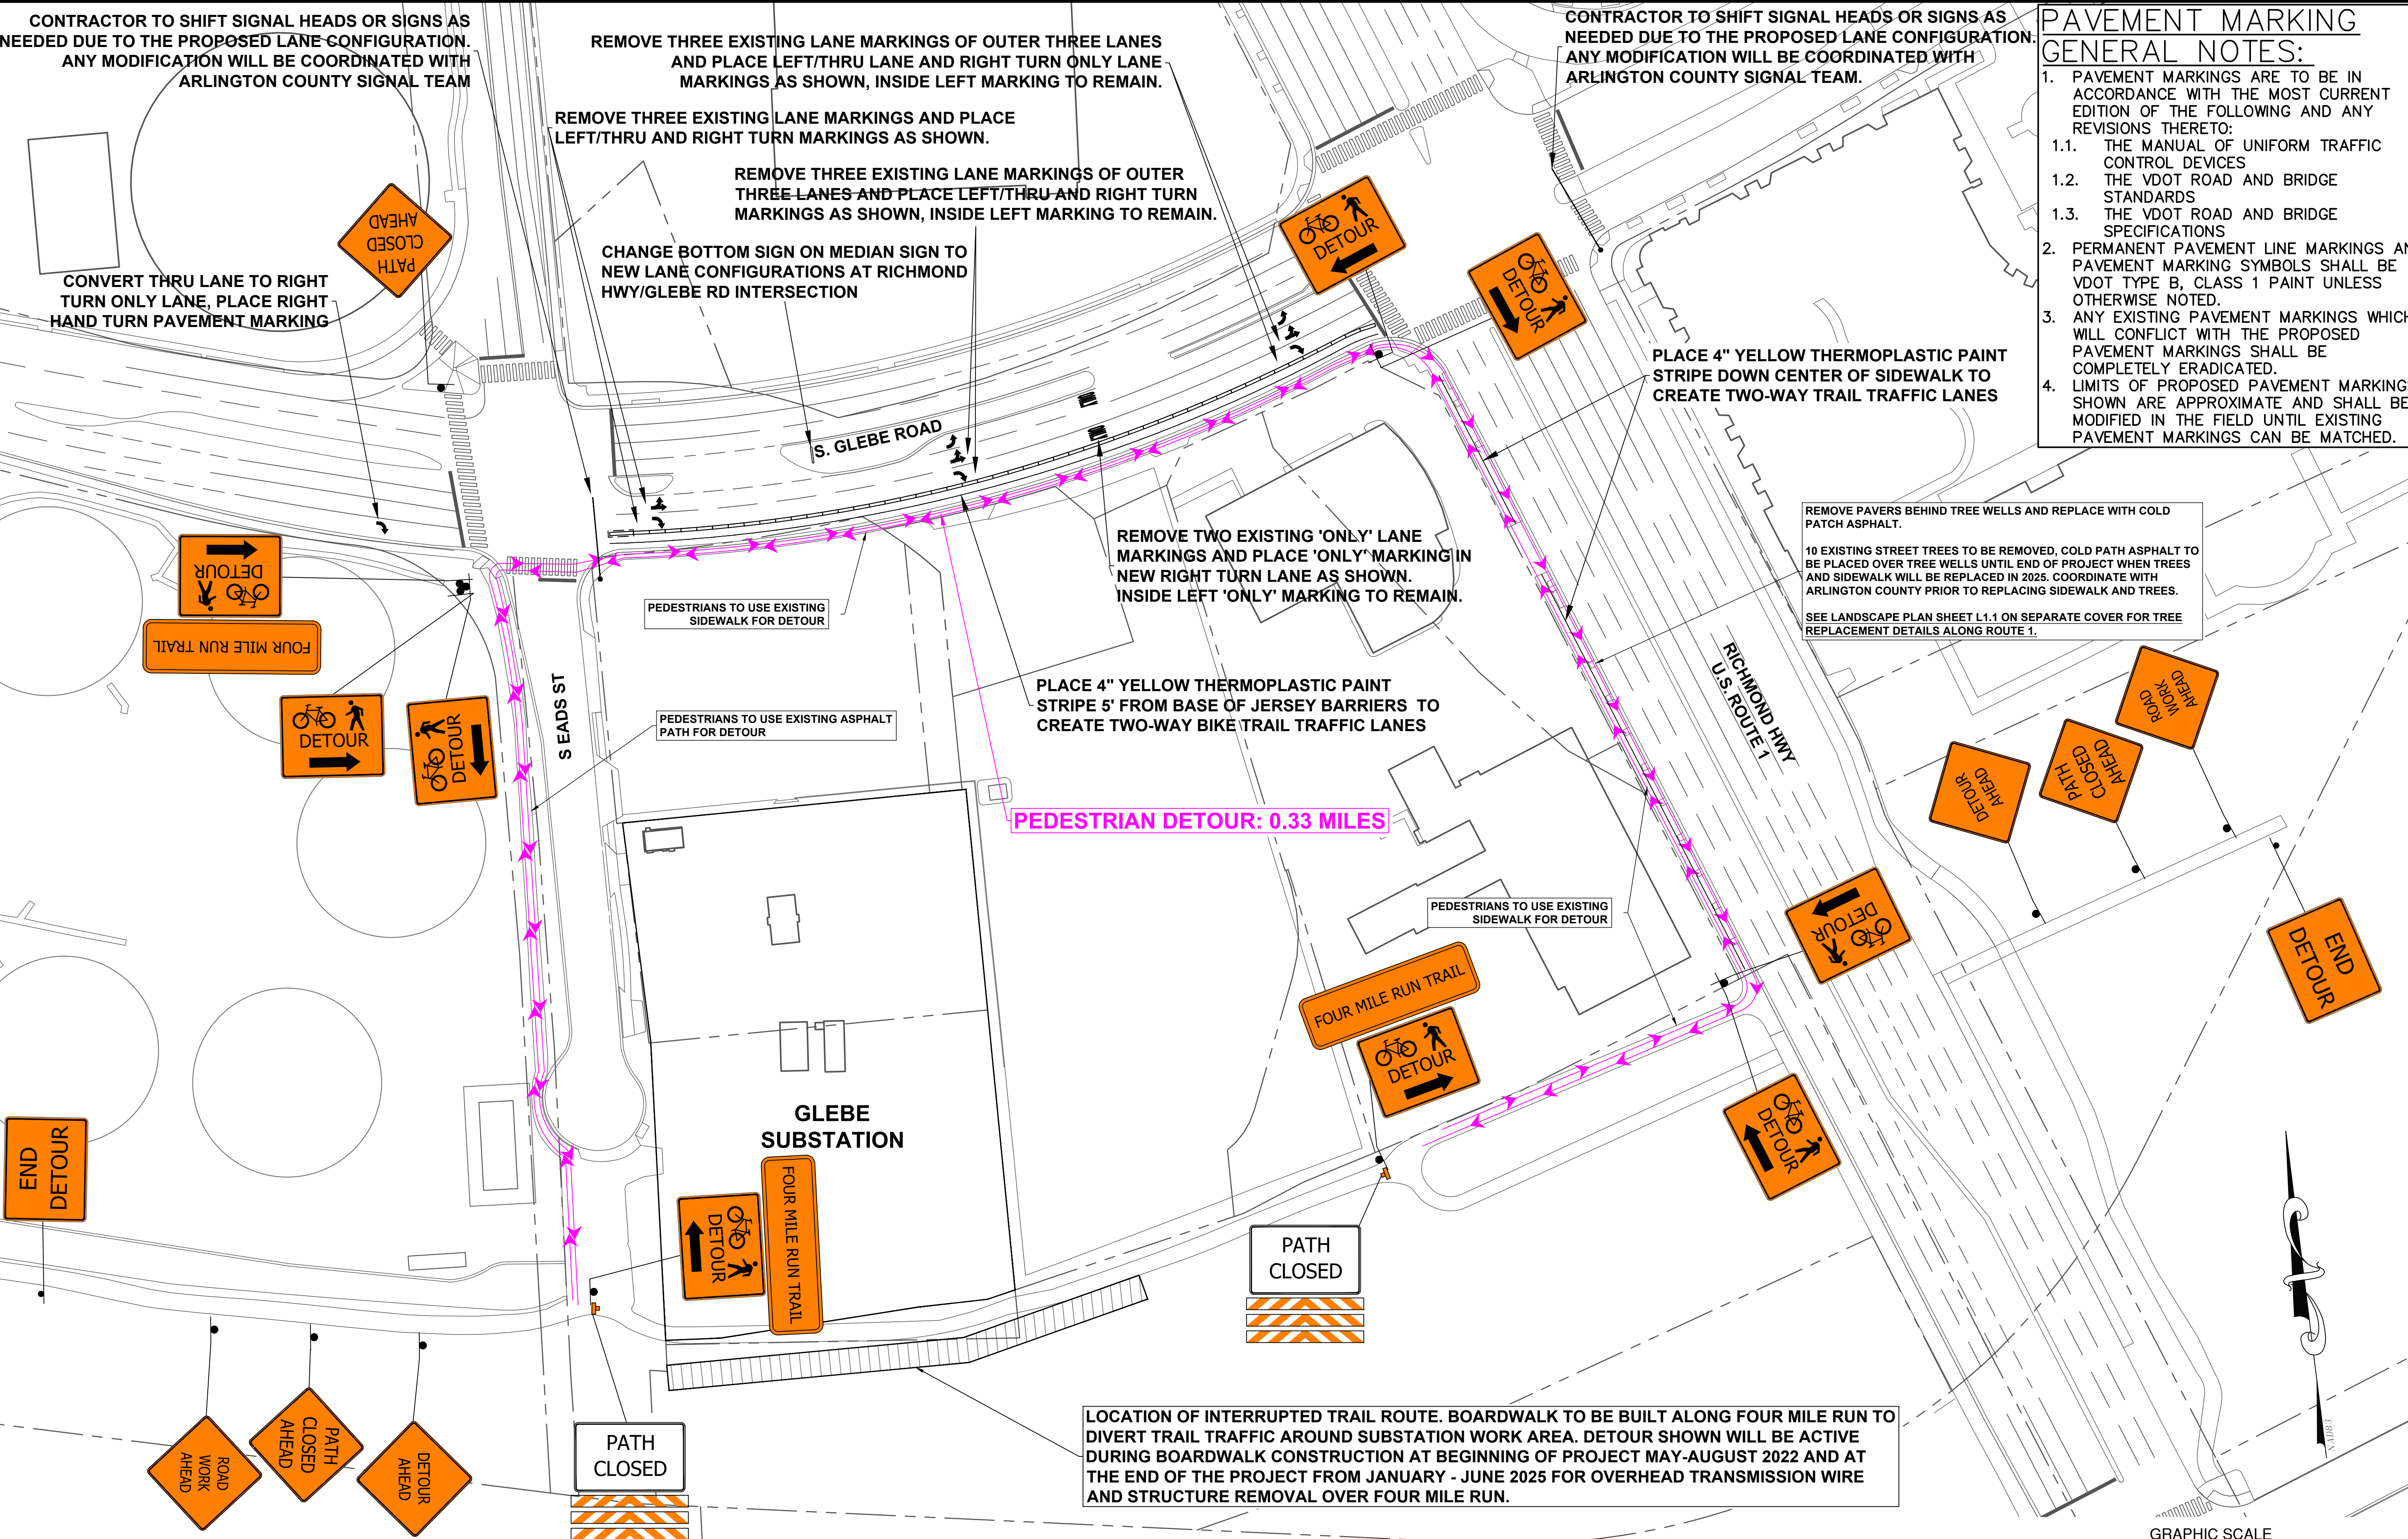 CONTRACTOR TO SHIFT SIGNAL HEADS OR SIGNS AS
NEEDED DUE TO THE PROPOSED LANE CONFIGURATION.
ANY MODIFICATION WILL BE COORDINATED WITH
ARLINGTON COUNTY SIGNAL TEAM
REMOVE THREE EXISTING LANE MARKINGS OF OUTER THREE LANES
AND PLACE LEFT/THRU LANE AND RIGHT TURN ONLY LANE
MARKINGS AS SHOWN, INSIDE LEFT MARKING TO REMAIN.
CONTRACTOR TO SHIFT SIGNAL HEADS OR SIGNS AS
NEEDED DUE TO THE PROPOSED LANE CONFIGURATION.
ANY MODIFICATION WILL BE COORDINATED WITH
ARLINGTON COUNTY SIGNAL TEAM.
PAVEMENT MARKING
GENERAL NOTES:
1. PAVEMENT MARKINGS ARE TO BE IN
ACCORDANCE WITH THE MOST CURRENT
EDITION OF THE FOLLOWING AND ANY
REVISIONS THERETO:
1.1. THE MANUAL OF UNIFORM TRAFFIC
CONTROL DEVICES
1.2. THE VDOT ROAD AND BRIDGE
STANDARDS
1.3. THE VDOT ROAD AND BRIDGE
SPECIFICATIONS
2. PERMANENT PAVEMENT LINE MARKINGS
PAVEMENT MARKING SYMBOLS SHALL BE
VDOT TYPE B, CLASS 1 PAINT UNLESS
OTHERWISE NOTED.
3. ANY EXISTING PAVEMENT MARKINGS WHICH
WILL CONFLICT WITH THE PROPOSED
PAVEMENT MARKINGS SHALL BE
COMPLETELY ERADICATED.
4. LIMITS OF PROPOSED PAVEMENT MARKING
SHOWN ARE APPROXIMATE AND SHALL BE
MODIFIED IN THE FIELD UNTIL EXISTING
PAVEMENT MARKINGS CAN BE MATCHED.
REMOVE THREE EXISTING LANE MARKINGS AND PLACE
LEFT/THRU AND RIGHT TURN MARKINGS AS SHOWN.
REMOVE THREE EXISTING LANE MARKINGS OF OUTER
THREE LANES AND PLACE LEFT/THRU AND RIGHT TURN
MARKINGS AS SHOWN, INSIDE LEFT MARKING TO REMAIN.
CHANGE BOTTOM SIGN ON MEDIAN SIGN TO
NEW LANE CONFIGURATIONS AT RICHMOND
HWY/GLEBE RD INTERSECTION
PATH
CLOSED
AHEAD
CONVERT THRU LANE TO RIGHT
TURN ONLY LANE, PLACE RIGHT
HAND TURN PAVEMENT MARKING
DETOUR
DETOUR
PLACE 4" YELLOW THERMOPLASTIC PAINT
STRIPE DOWN CENTER OF SIDEWALK TO
CREATE TWO-WAY TRAIL TRAFFIC LANES
S. GLEBE ROAD
REMOVE PAVERS BEHIND TREE WELLS AND REPLACE WITH COLD
PATCH ASPHALT.
10 EXISTING STREET TREES TO BE REMOVED, COLD PATH ASPHALT TO
BE PLACED OVER TREE WELLS UNTIL END OF PROJECT WHEN TREES
AND SIDEWALK WILL BE REPLACED IN 2025. COORDINATE WITH
ARLINGTON COUNTY PRIOR TO REPLACING SIDEWALK AND TREES.
SEE LANDSCAPE PLAN SHEET L1.1 ON SEPARATE COVER FOR TREE
REPLACEMENT DETAILS ALONG ROUTE 1.
REMOVE TWO EXISTING 'ONLY' LANE
MARKINGS AND PLACE 'ONLY' MARKING IN
NEW RIGHT TURN LANE AS SHOWN.
INSIDE LEFT 'ONLY' MARKING TO REMAIN.
DETOUR
FOUR MILE RUN TRAIL
PEDESTRIANS TO USE EXISTING
SIDEWALK FOR DETOUR
DETOUR
DETOUR
S EADS ST
PEDESTRIANS TO USE EXISTING ASPHALT
PATH FOR DETOUR
PLACE 4" YELLOW THERMOPLASTIC PAINT
STRIPE 5' FROM BASE OF JERSEY BARRIERS TO
CREATE TWO-WAY BIKE TRAIL TRAFFIC LANES
RICHMOND HWY
U.S. ROUTE 1
PEDESTRIAN DETOUR: 0.33 MILES
DETOUR
AHEAD
PATH
CLOSED
AHEAD
ROAD
WORK
AHEAD
PEDESTRIANS TO USE EXISTING
SIDEWALK FOR DETOUR
DETOUR
END
DETOUR
FOUR MILE RUN TRAIL
DETOUR
DETOUR
GLEBE
SUBSTATION
END
DETOUR
DETOUR
FOUR MILE RUN TRAIL
PATH
CLOSED
ROAD
WORK
AHEAD
PATH
CLOSED
AHEAD
DETOUR
AHEAD
PATH
CLOSED
LOCATION OF INTERRUPTED TRAIL ROUTE. BOARDWALK TO BE BUILT ALONG FOUR MILE RUN TO
DIVERT TRAIL TRAFFIC AROUND SUBSTATION WORK AREA. DETOUR SHOWN WILL BE ACTIVE
DURING BOARDWALK CONSTRUCTION AT BEGINNING OF PROJECT MAY-AUGUST 2022 AND AT
THE END OF THE PROJECT FROM JANUARY - JUNE 2025 FOR OVERHEAD TRANSMISSION WIRE
AND STRUCTURE REMOVAL OVER FOUR MILE RUN.
NAD83
GRAPHIC SCALE